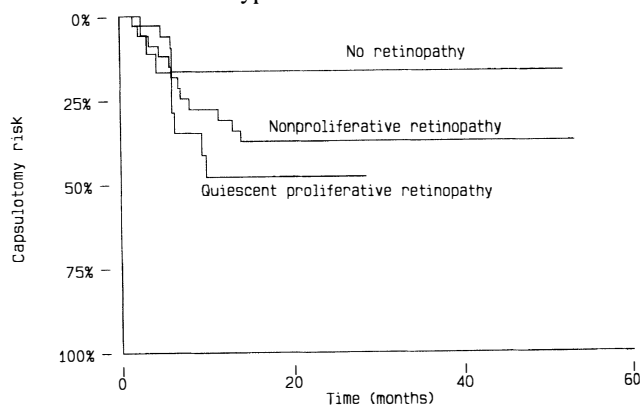 0%
No retinopathy
25%
Nonproliferative retinopathy
Capsulotomy risk
50%
Quiescent proliferative retinopathy
75%
100%
0
20
40
60
Time (months)